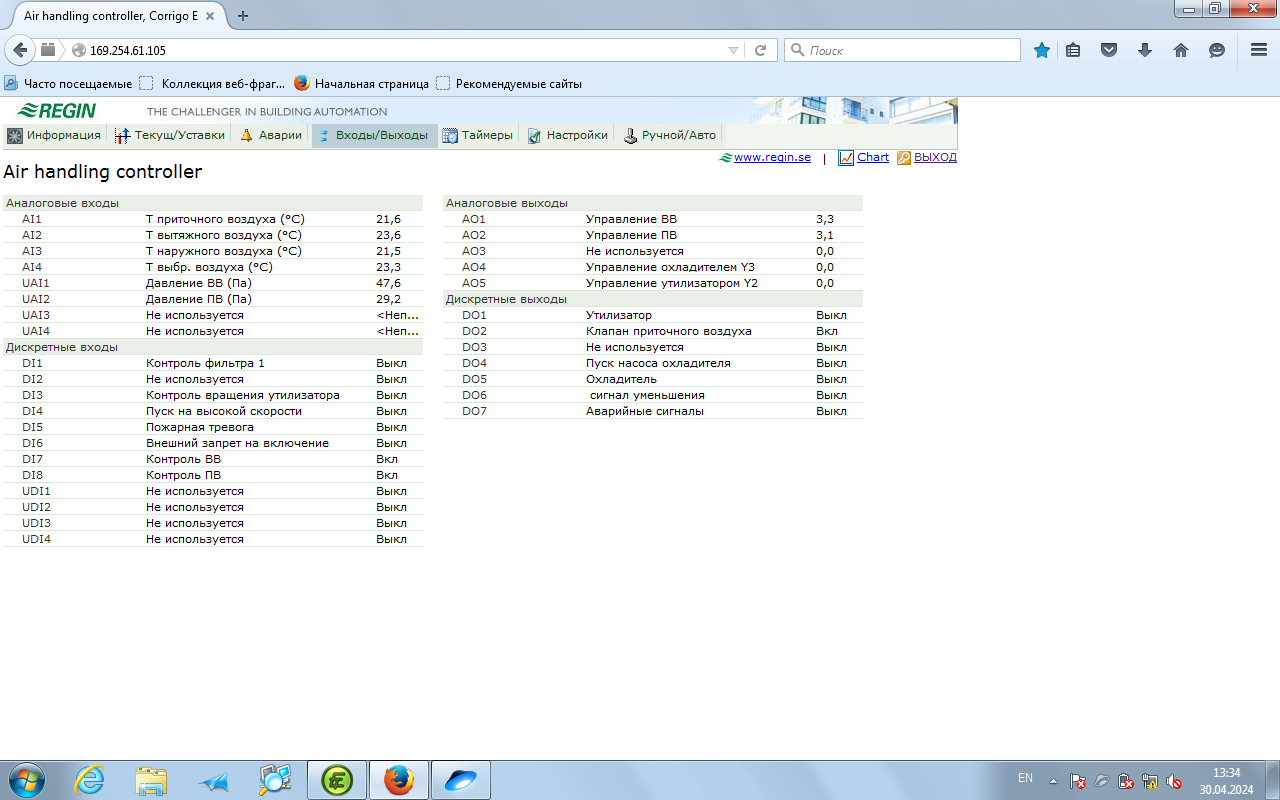 Air handling controller, Corrigo E
169.254.61.105
Поиск
Часто посещаемые
Коллекция веб-фраг...
Начальная страница
Рекомендуемые сайты
REGIN
THE CHALLENGER IN BUILDING AUTOMATION
Информация
Текущ/Уставки
Аварии
Входы/Выходы
Таймеры
Настройки
Ручной/Авто
www.regin.se | Chart ВЫХОД
Air handling controller
Аналоговые входы
AI1 Т приточного воздуха (°C) 21,6
AI2 Т вытяжного воздуха (°C) 23,6
AI3 Т наружного воздуха (°C) 21,5
AI4 Т выбр. воздуха (°C) 23,3
UAI1 Давление ВВ (Па) 47,6
UAI2 Давление ПВ (Па) 29,2
UAI3 Не используется <Неп...
UAI4 Не используется <Неп...
Дискретные входы
DI1 Контроль фильтра 1 Выкл
DI2 Не используется Выкл
DI3 Контроль вращения утилизатора Выкл
DI4 Пуск на высокой скорости Выкл
DI5 Пожарная тревога Выкл
DI6 Внешний запрет на включение Выкл
DI7 Контроль ВВ Вкл
DI8 Контроль ПВ Вкл
UDI1 Не используется Выкл
UDI2 Не используется Выкл
UDI3 Не используется Выкл
UDI4 Не используется Выкл
Аналоговые выходы
AO1 Управление ВВ 3,3
AO2 Управление ПВ 3,1
AO3 Не используется 0,0
AO4 Управление охладителем Y3 0,0
AO5 Управление утилизатором Y2 0,0
Дискретные выходы
DO1 Утилизатор Выкл
DO2 Клапан приточного воздуха Вкл
DO3 Не используется Выкл
DO4 Пуск насоса охладителя Выкл
DO5 Охладитель Выкл
DO6 сигнал уменьшения Выкл
DO7 Аварийные сигналы Выкл
EN
13:34
30.04.2024